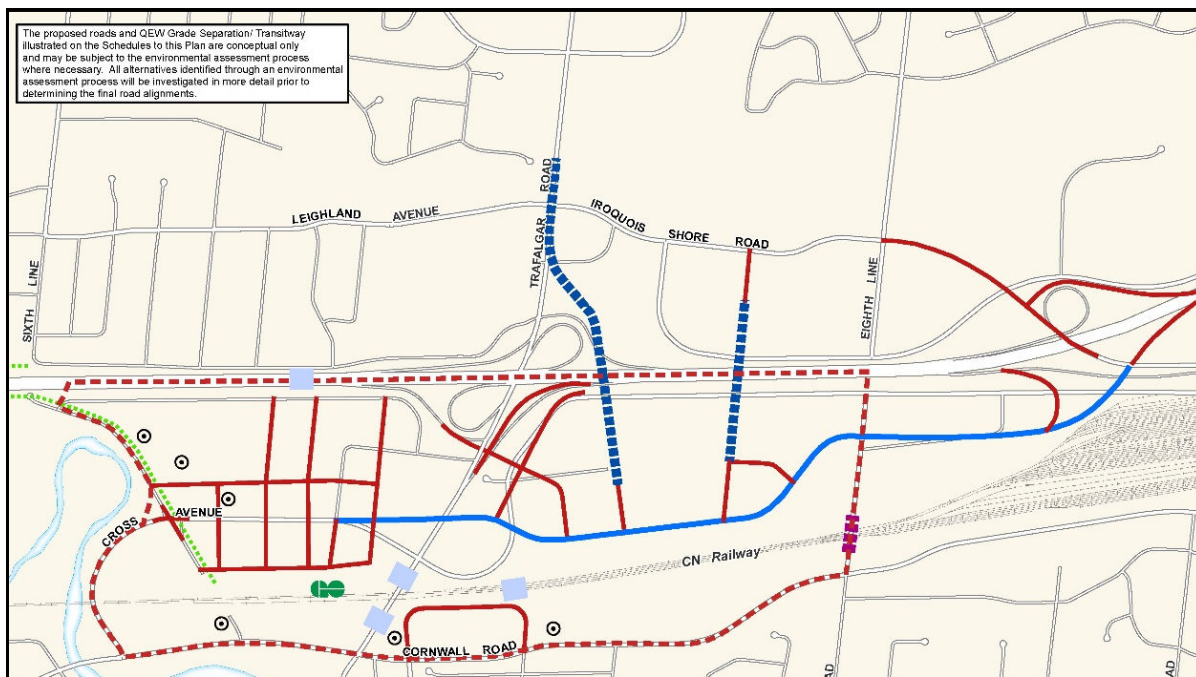 The proposed roads and QEW Grade Separation/ Transitway
illustrated on the Schedules to this Plan are conceptual only
and may be subject to the environmental assessment process
where necessary. All alternatives identified through an environmental
assessment process will be investigated in more detail prior to
determining the final road alignments.
TRAFALGAR ROAD
LEIGHLAND AVENUE
IROQUOIS SHORE ROAD
SIXTH LINE
EIGHTH LINE
CROSS AVENUE
CN Railway
GO
CORNWALL ROAD
AD
AD